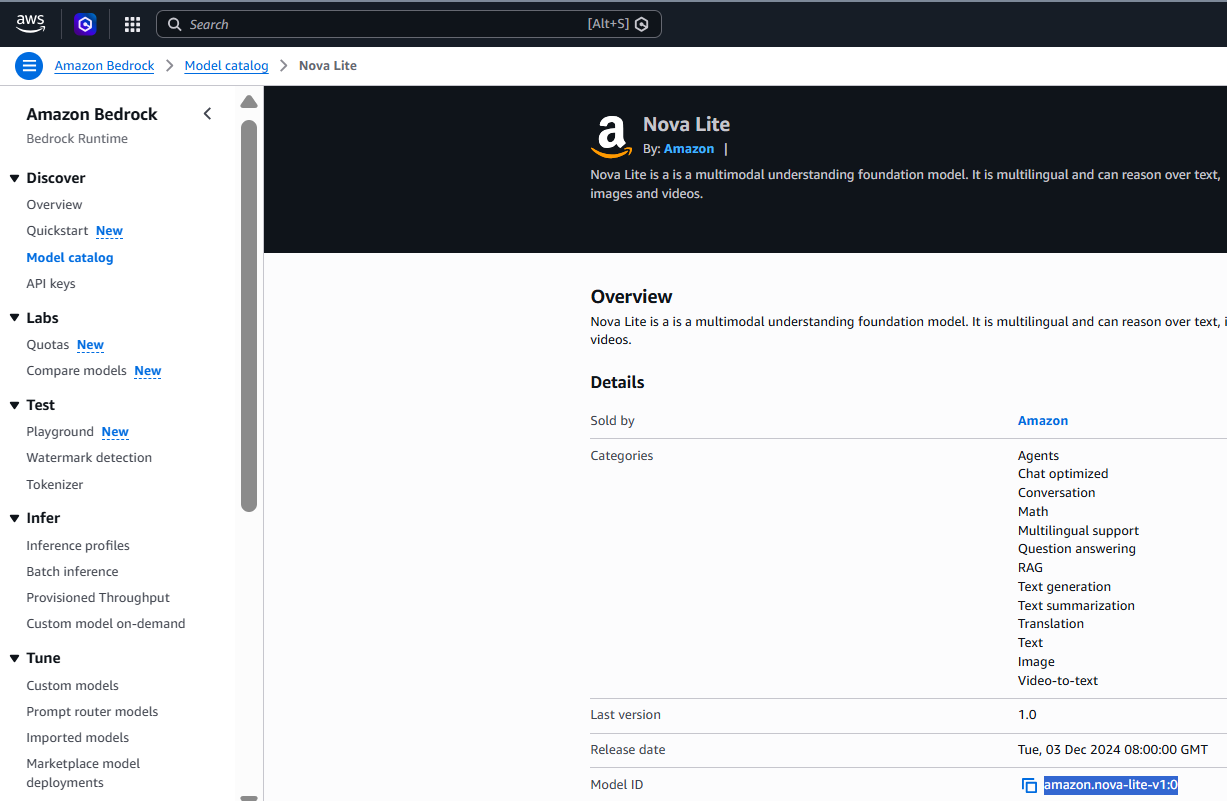 aws
Search
[Alt+S]
Amazon Bedrock
Model catalog
Nova Lite
Amazon Bedrock
Bedrock Runtime
Discover
Overview
Quickstart New
Model catalog
API keys
Labs
Quotas New
Compare models New
Test
Playground New
Watermark detection
Tokenizer
Infer
Inference profiles
Batch inference
Provisioned Throughput
Custom model on-demand
Tune
Custom models
Prompt router models
Imported models
Marketplace model
deployments
a
Nova Lite
By: Amazon |
Nova Lite is a is a multimodal understanding foundation model. It is multilingual and can reason over text,
images and videos.
Overview
Nova Lite is a is a multimodal understanding foundation model. It is multilingual and can reason over text,
videos.
Details
Sold by Amazon
Categories Agents
Chat optimized
Conversation
Math
Multilingual support
Question answering
RAG
Text generation
Text summarization
Translation
Text
Image
Video-to-text
Last version 1.0
Release date Tue, 03 Dec 2024 08:00:00 GMT
Model ID amazon.nova-lite-v1:0